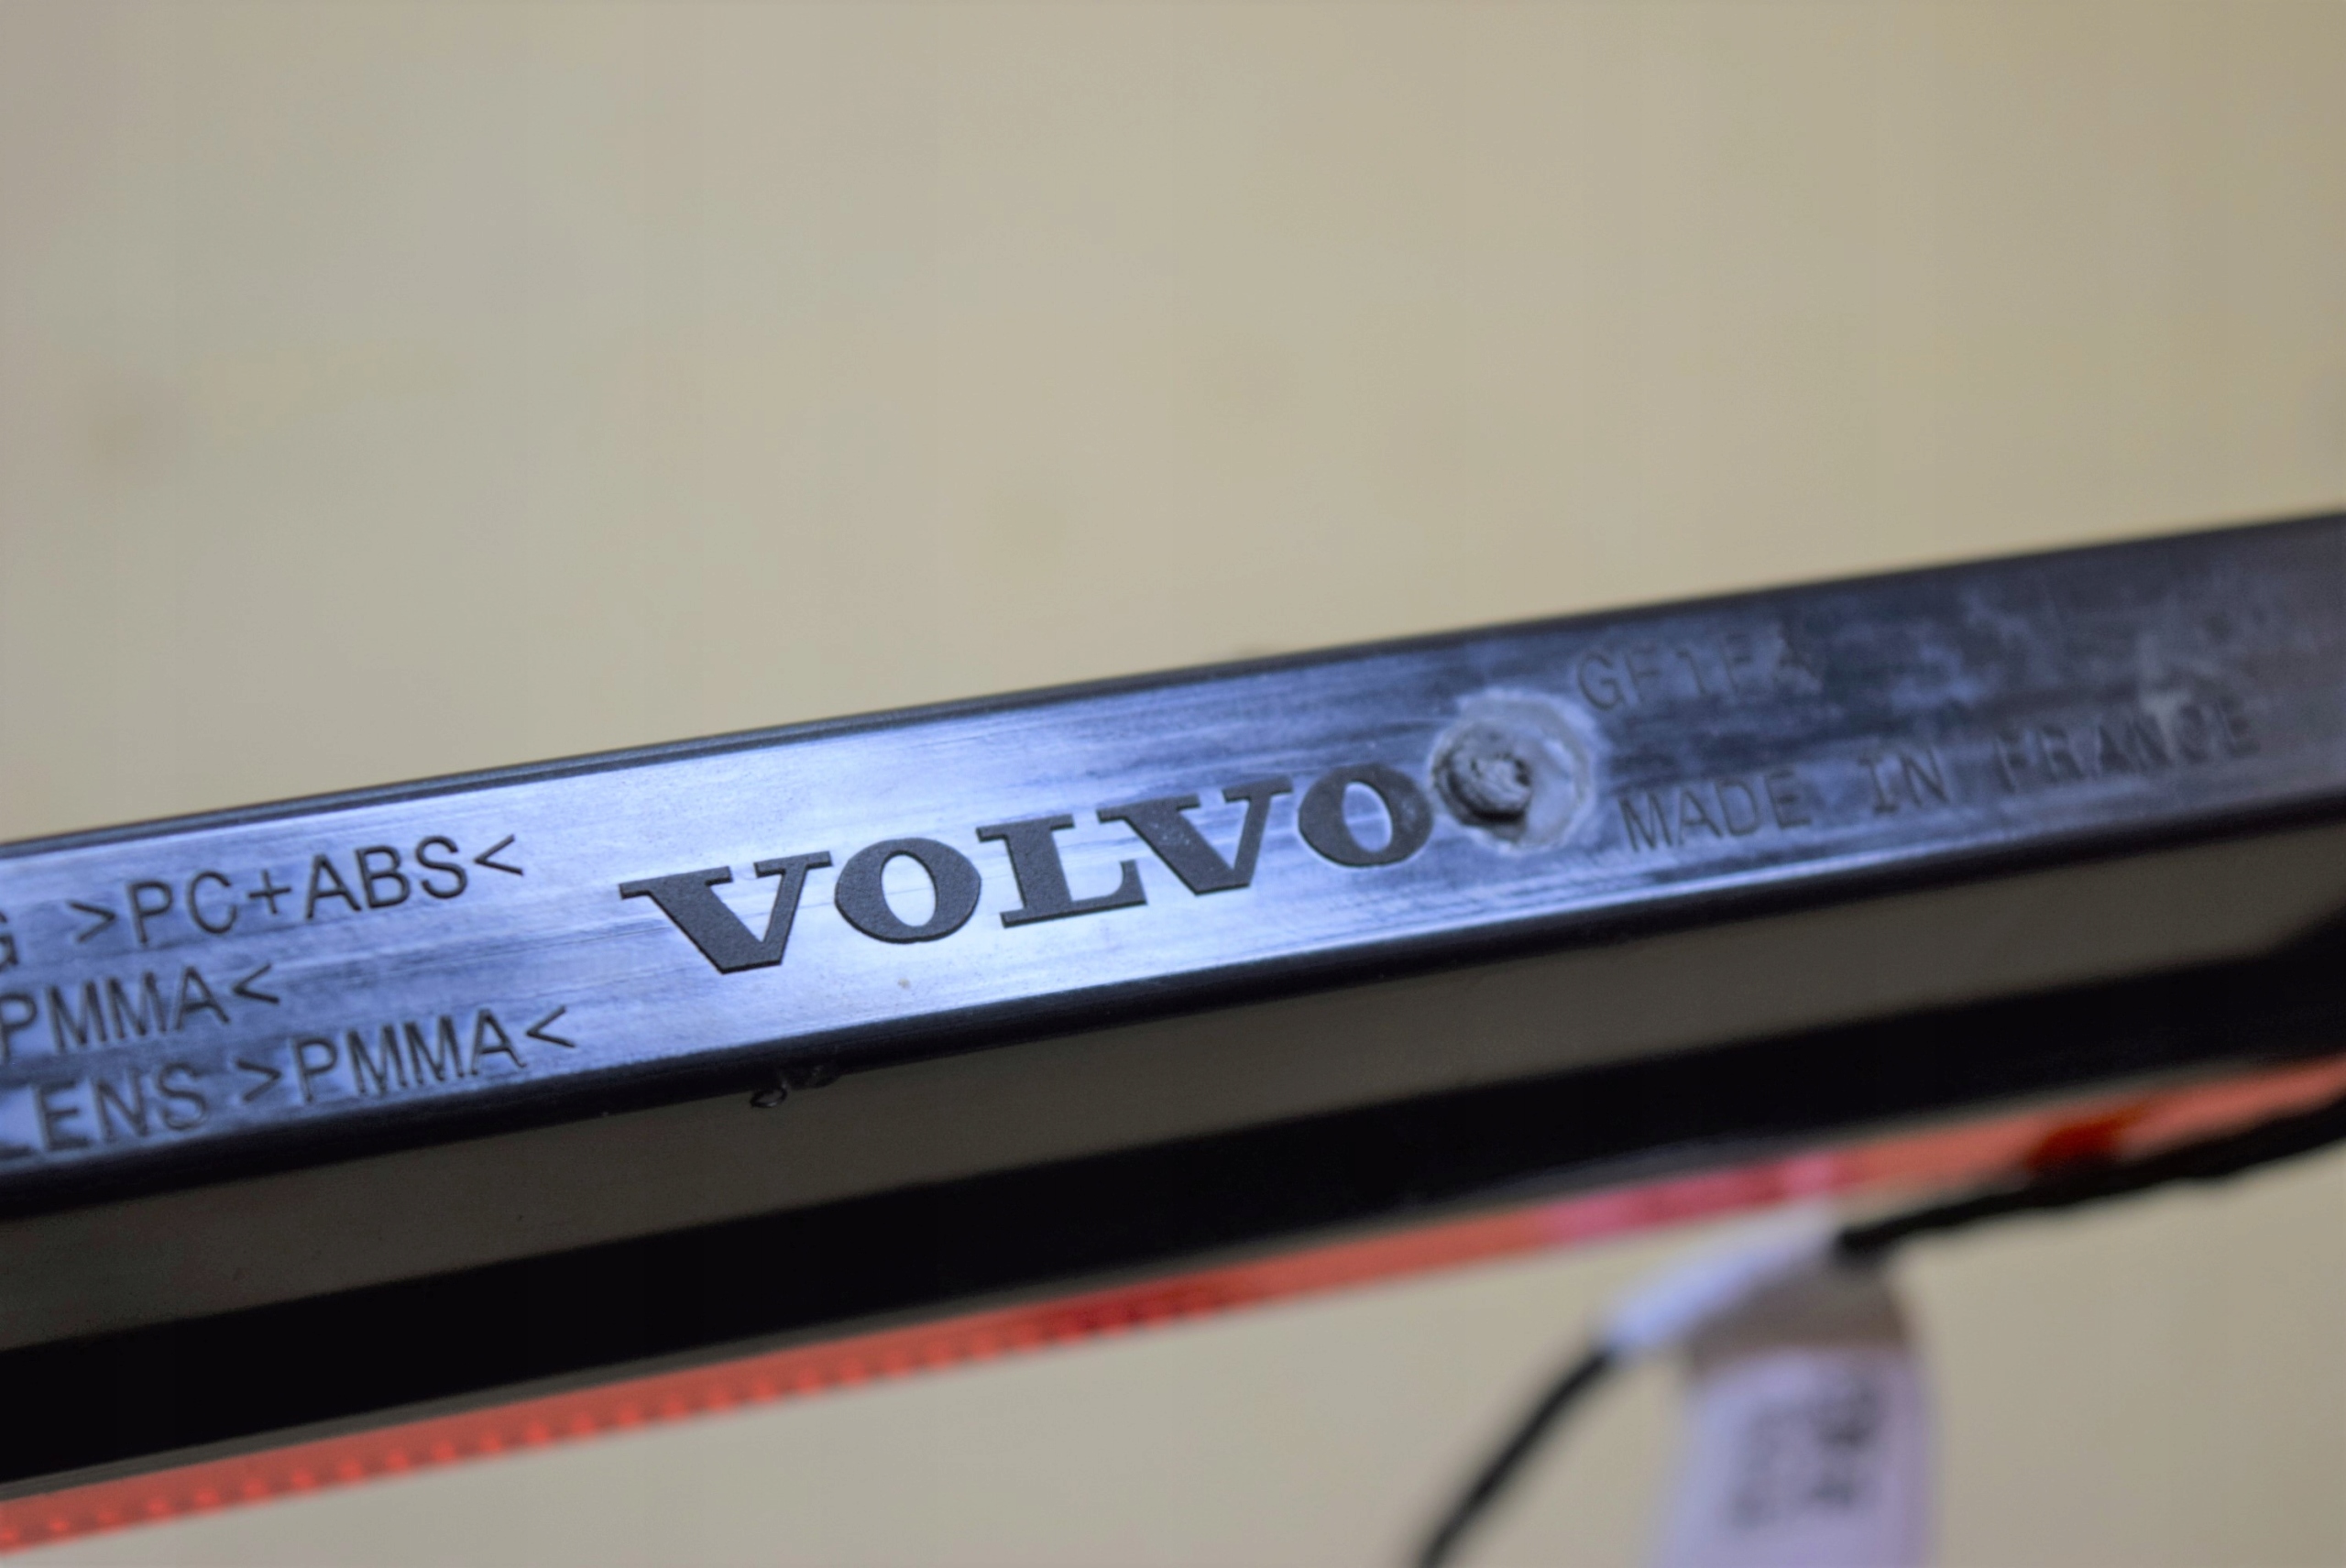 >PC+ABS<
PMMA<
LENS >PMMA<
VOLVO
MADE IN FRANCE